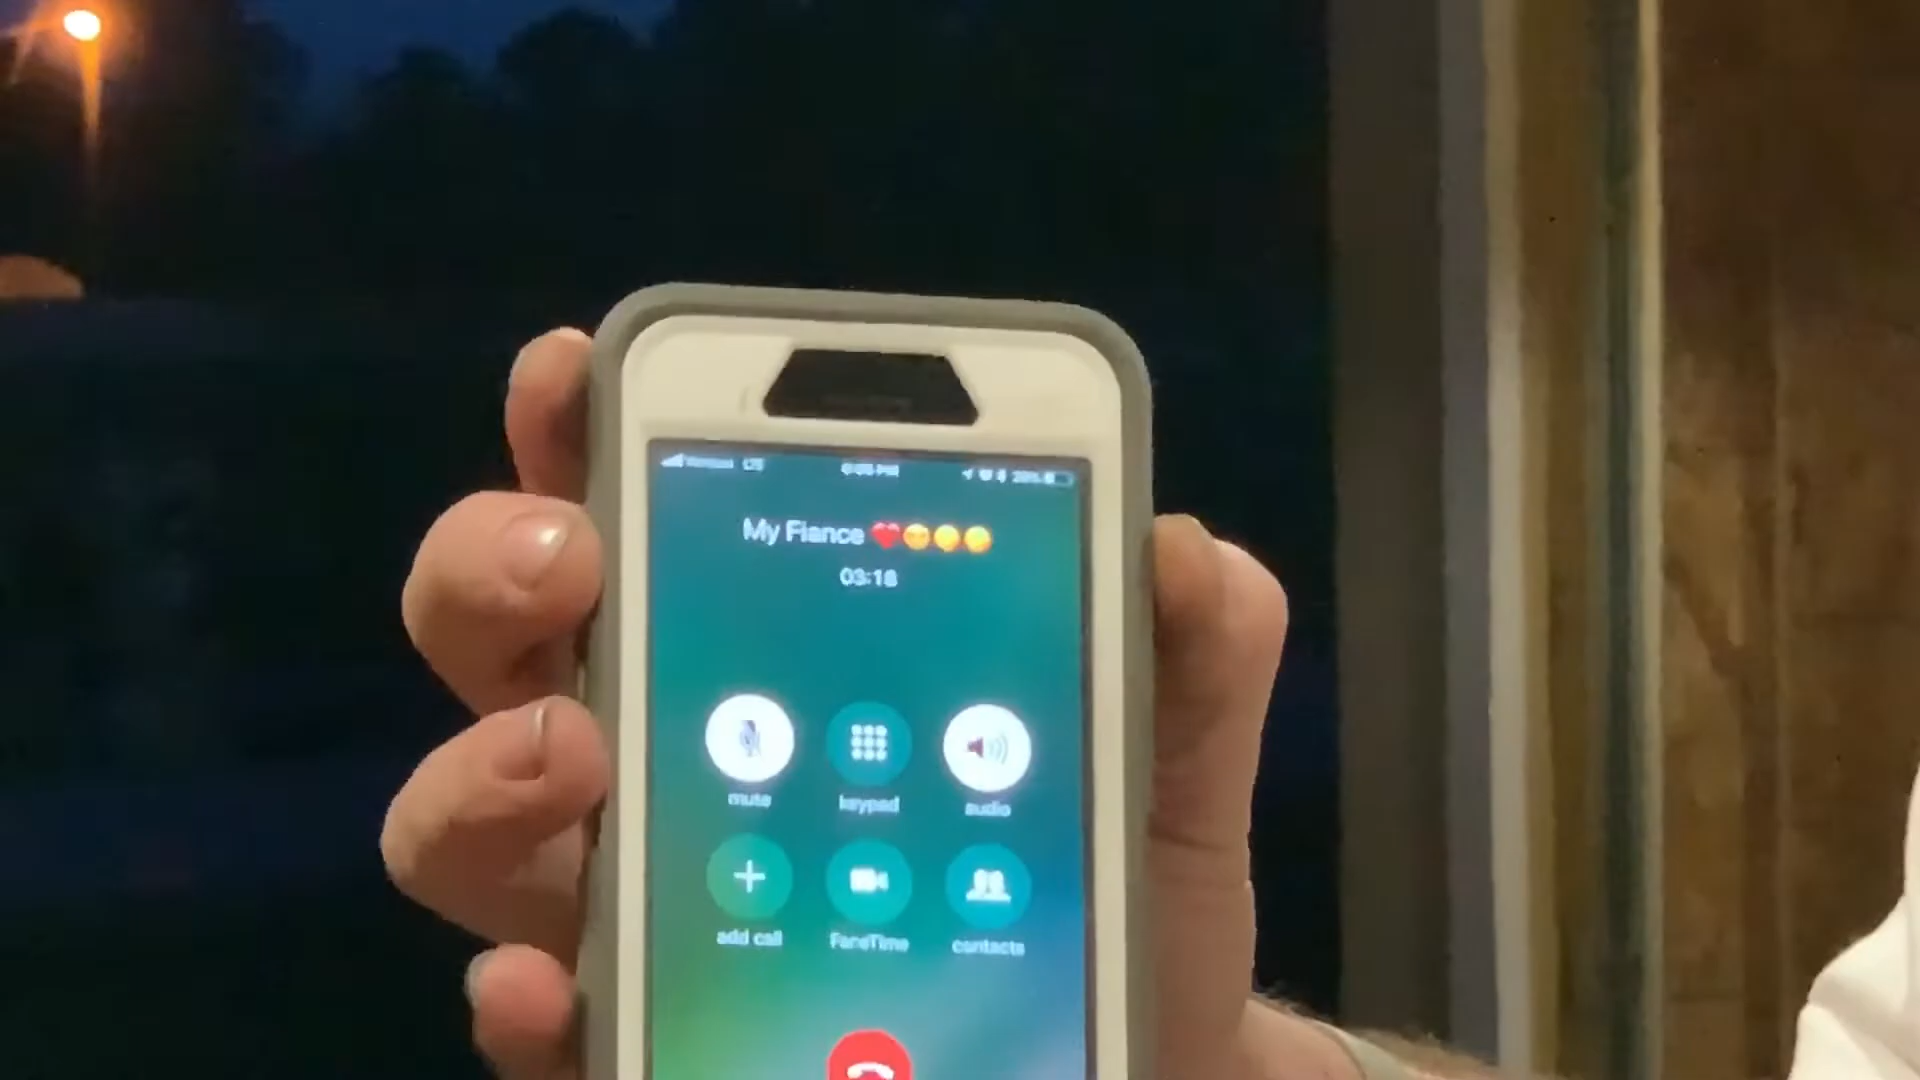 My Fiance ❤️
03:18
mute keypad audio
add call FaceTime contacts